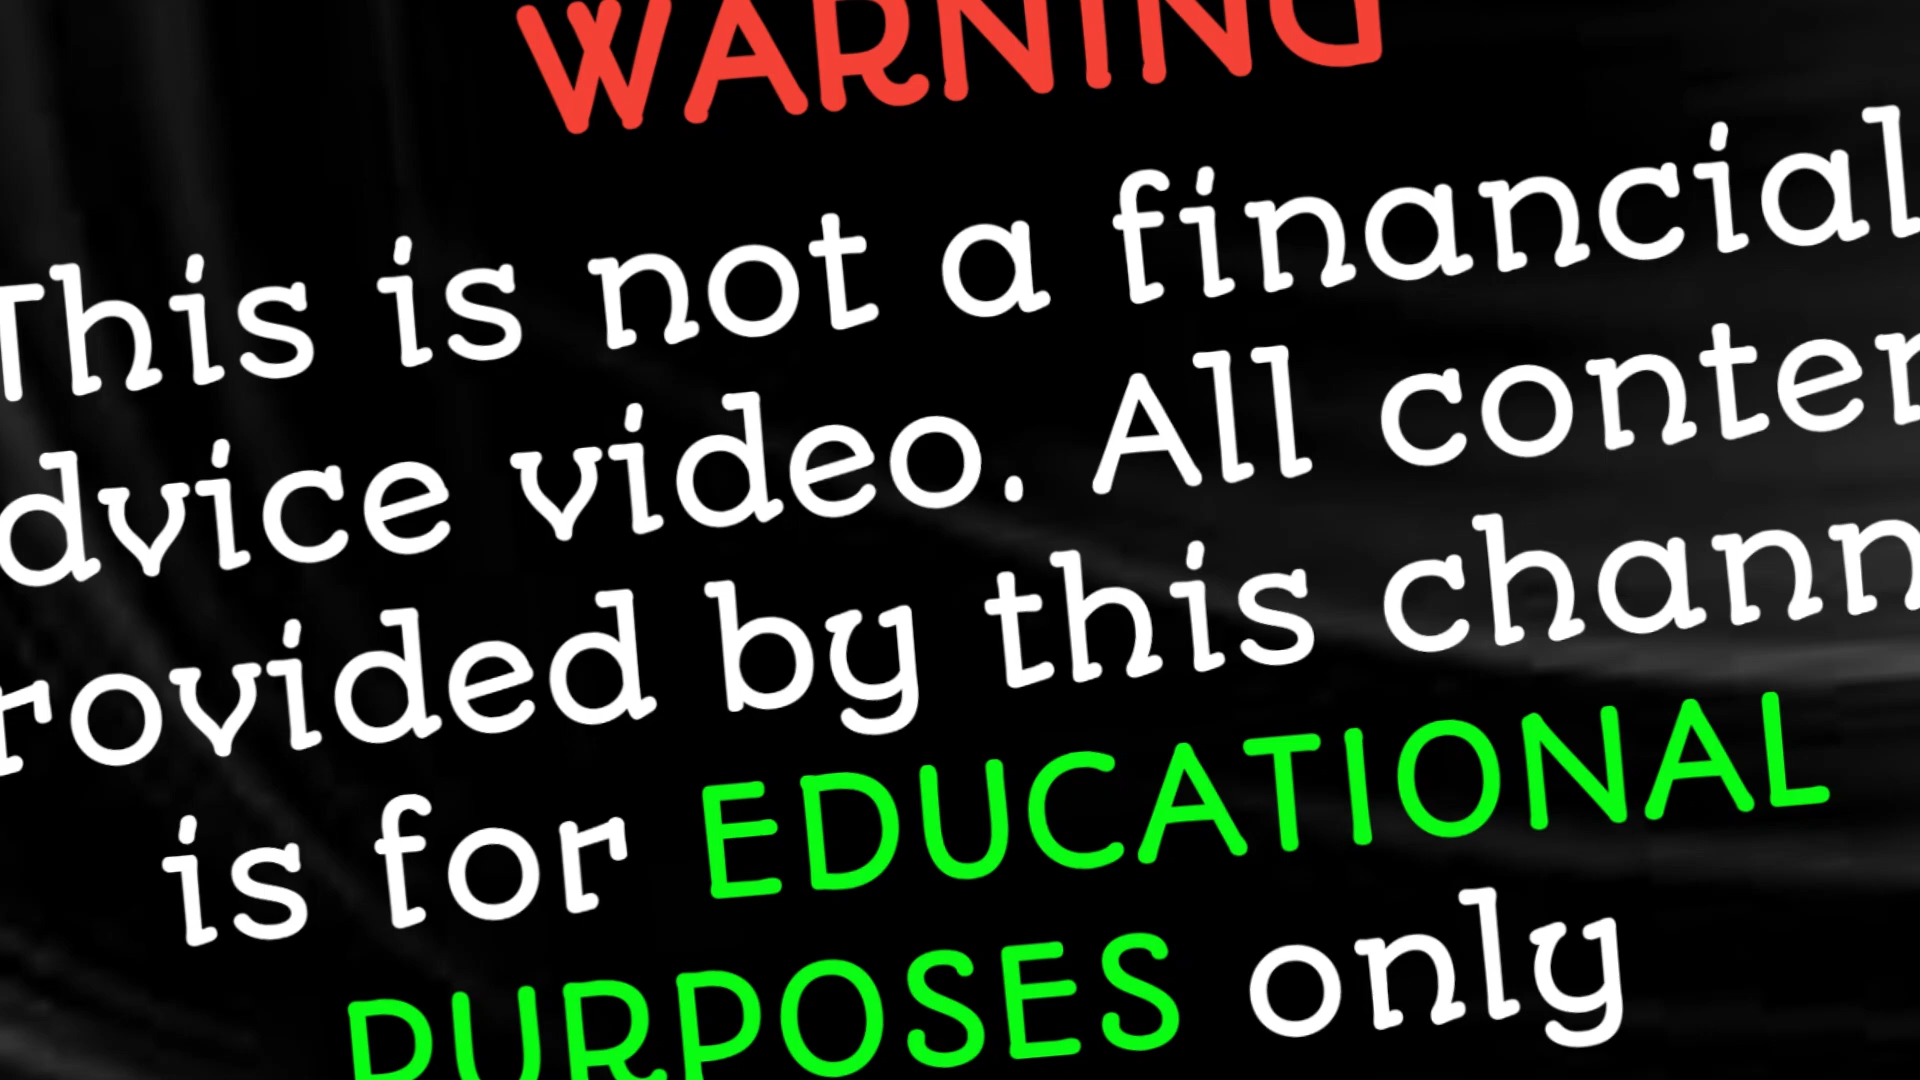 WARNING
This is not a financial
dvice video. All conten
rovided by this chann
is for EDUCATIONAL
PURPOSES only